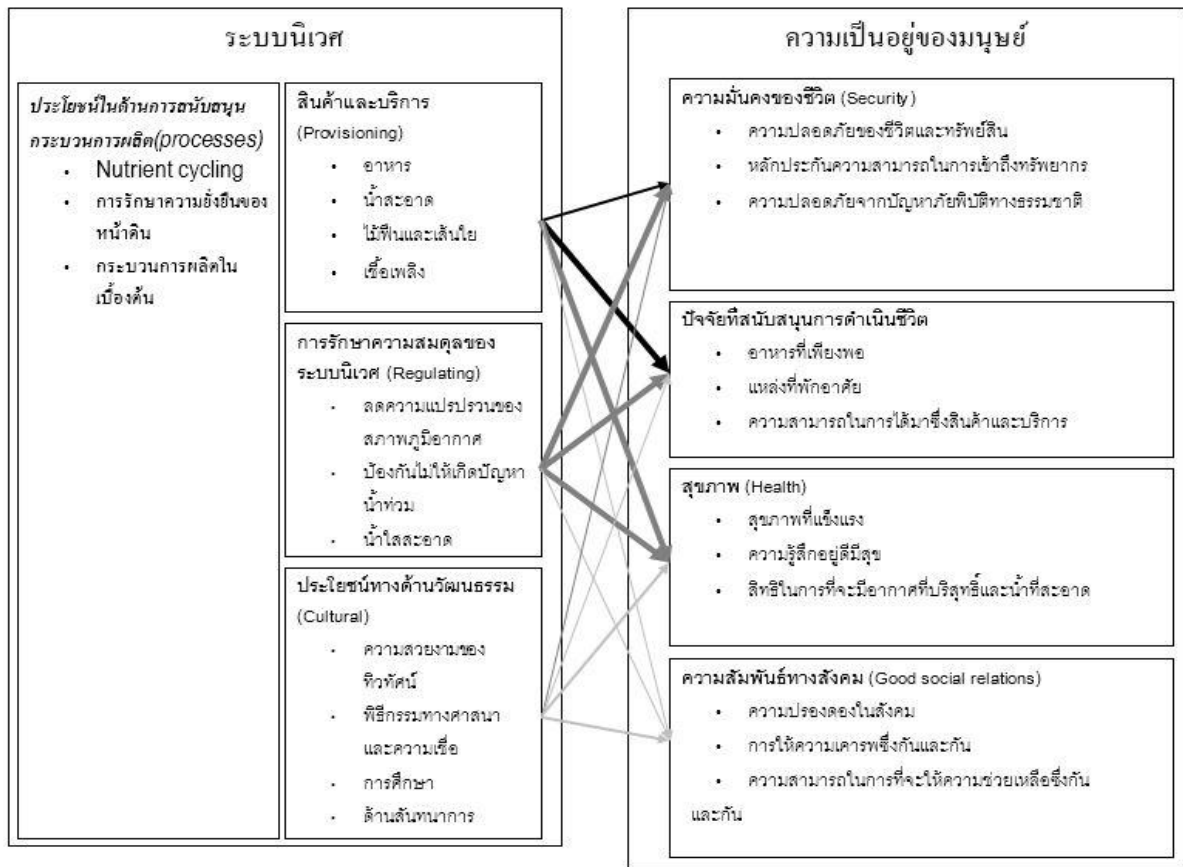 ระบบนิเวศ
ประโยชน์ในด้านการสนับสนุน
กระบวนการผลิต(processes)
• Nutrient cycling
• การรักษาความยั่งยืนของ
หน้าดิน
• กระบวนการผลิตใน
เบื้องต้น
สินค้าและบริการ
(Provisioning)
• อาหาร
• น้ำสะอาด
• ไม้ฟืนและเส้นใย
• เชื้อเพลิง
การรักษาความสมดุลของ
ระบบนิเวศ (Regulating)
• ลดความแปรปรวนของ
สภาพภูมิอากาศ
• ป้องกันไม่ให้เกิดปัญหา
น้ำท่วม
• น้ำใสสะอาด
ประโยชน์ทางด้านวัฒนธรรม
(Cultural)
• ความสวยงามของ
ทิวทัศน์
• พิธีกรรมทางศาสนา
และความเชื่อ
• การศึกษา
• ด้านสันทนาการ
ความเป็นอยู่ของมนุษย์
ความมั่นคงของชีวิต (Security)
• ความปลอดภัยของชีวิตและทรัพย์สิน
• หลักประกันความสามารถในการเข้าถึงทรัพยากร
• ความปลอดภัยจากปัญหาภัยพิบัติทางธรรมชาติ
ปัจจัยที่สนับสนุนการดำเนินชีวิต
• อาหารที่เพียงพอ
• แหล่งที่พักอาศัย
• ความสามารถในการได้มาซึ่งสินค้าและบริการ
สุขภาพ (Health)
• สุขภาพที่แข็งแรง
• ความรู้สึกอยู่ดีมีสุข
• สิทธิในการที่จะมีอากาศที่บริสุทธิ์และน้ำที่สะอาด
ความสัมพันธ์ทางสังคม (Good social relations)
• ความปรองดองในสังคม
• การให้ความเคารพซึ่งกันและกัน
• ความสามารถในการที่จะให้ความช่วยเหลือซึ่งกัน
และกัน